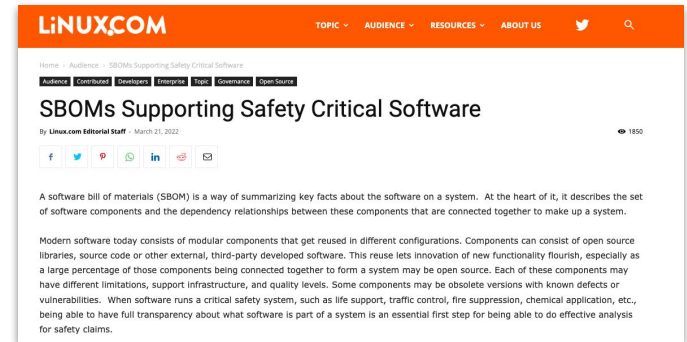 LiNUX.COM
TOPIC AUDIENCE RESOURCES ABOUT US
Home › Audience › SBOMs Supporting Safety Critical Software
Audience Contributed Developers Enterprise Topic Governance Open Source
SBOMs Supporting Safety Critical Software
By Linux.com Editorial Staff - March 21, 2022 1850
A software bill of materials (SBOM) is a way of summarizing key facts about the software on a system. At the heart of it, it describes the set
of software components and the dependency relationships between these components that are connected together to make up a system.
Modern software today consists of modular components that get reused in different configurations. Components can consist of open source
libraries, source code or other external, third-party developed software. This reuse lets innovation of new functionality flourish, especially as
a large percentage of those components being connected together to form a system may be open source. Each of these components may
have different limitations, support infrastructure, and quality levels. Some components may be obsolete versions with known defects or
vulnerabilities. When software runs a critical safety system, such as life support, traffic control, fire suppression, chemical application, etc.,
being able to have full transparency about what software is part of a system is an essential first step for being able to do effective analysis
for safety claims.